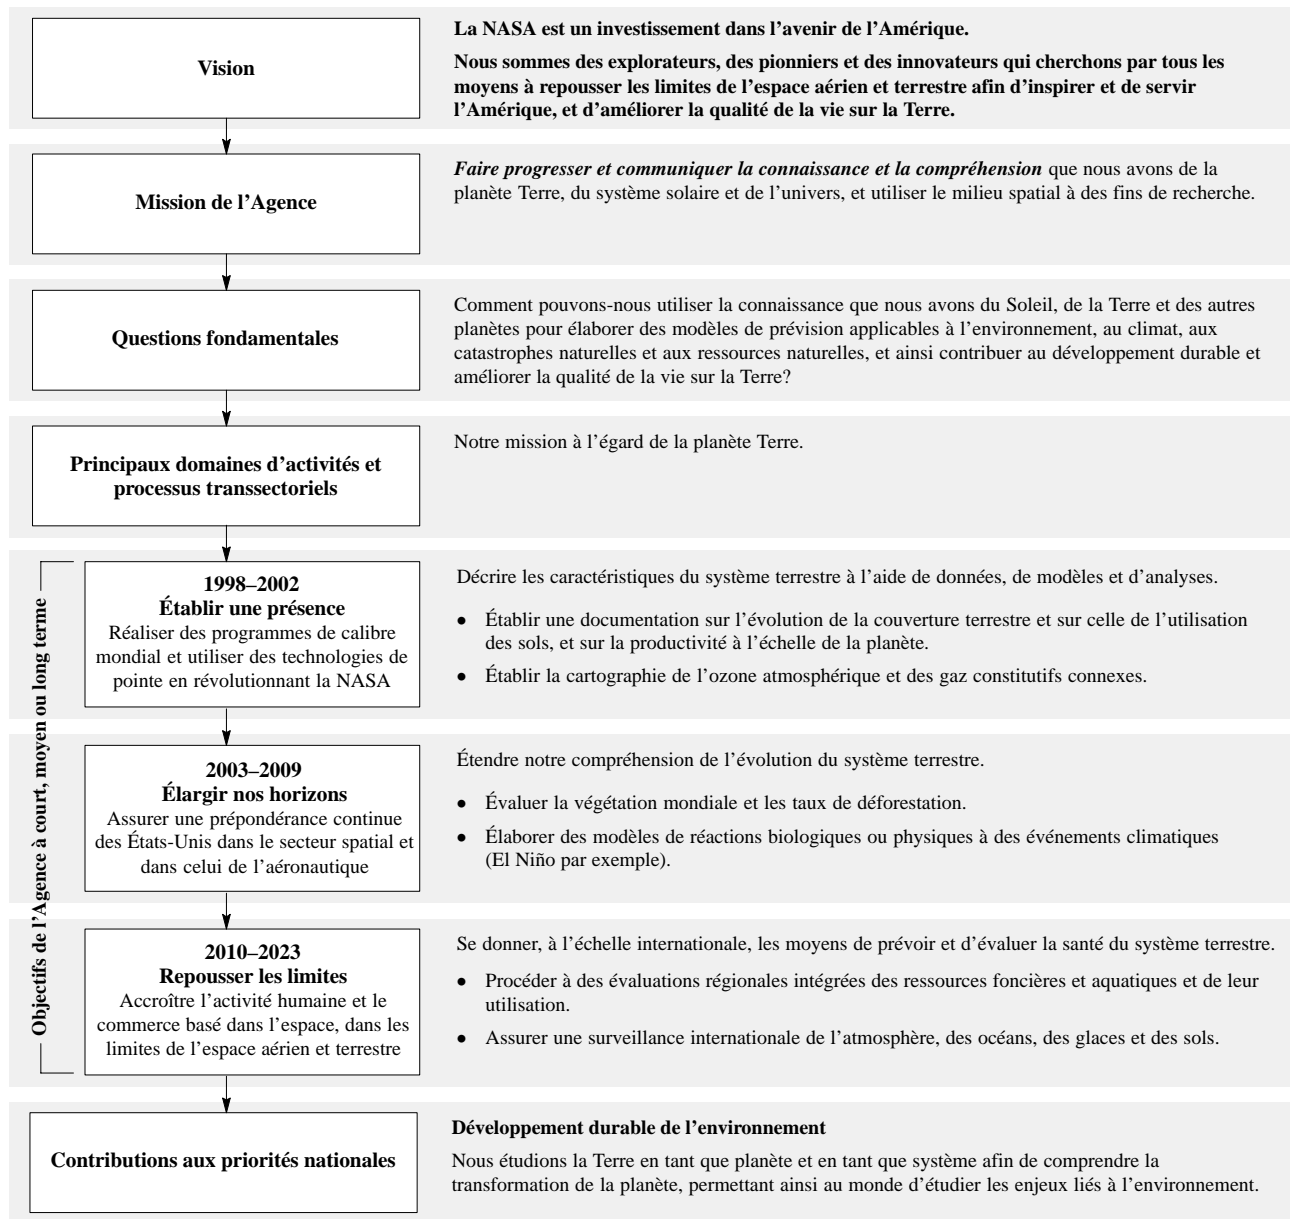 Vision
La NASA est un investissement dans l’avenir de l’Amérique.
Nous sommes des explorateurs, des pionniers et des innovateurs qui cherchons par tous les
moyens à repousser les limites de l’espace aérien et terrestre afin d’inspirer et de servir
l’Amérique, et d’améliorer la qualité de la vie sur la Terre.
Mission de l’Agence
Faire progresser et communiquer la connaissance et la compréhension que nous avons de la
planète Terre, du système solaire et de l’univers, et utiliser le milieu spatial à des fins de recherche.
Questions fondamentales
Comment pouvons-nous utiliser la connaissance que nous avons du Soleil, de la Terre et des autres
planètes pour élaborer des modèles de prévision applicables à l’environnement, au climat, aux
catastrophes naturelles et aux ressources naturelles, et ainsi contribuer au développement durable et
améliorer la qualité de la vie sur la Terre?
Principaux domaines d’activités et
processus transsectoriels
Notre mission à l’égard de la planète Terre.
Objectifs de l’Agence à court, moyen ou long terme
1998–2002
Établir une présence
Réaliser des programmes de calibre
mondial et utiliser des technologies de
pointe en révolutionnant la NASA
Décrire les caractéristiques du système terrestre à l’aide de données, de modèles et d’analyses.
• Établir une documentation sur l’évolution de la couverture terrestre et sur celle de l’utilisation
des sols, et sur la productivité à l’échelle de la planète.
• Établir la cartographie de l’ozone atmosphérique et des gaz constitutifs connexes.
2003–2009
Élargir nos horizons
Assurer une prépondérance continue
des États-Unis dans le secteur spatial et
dans celui de l’aéronautique
Étendre notre compréhension de l’évolution du système terrestre.
• Évaluer la végétation mondiale et les taux de déforestation.
• Élaborer des modèles de réactions biologiques ou physiques à des événements climatiques
(El Niño par exemple).
2010–2023
Repousser les limites
Accroître l’activité humaine et le
commerce basé dans l’espace, dans les
limites de l’espace aérien et terrestre
Se donner, à l’échelle internationale, les moyens de prévoir et d’évaluer la santé du système terrestre.
• Procéder à des évaluations régionales intégrées des ressources foncières et aquatiques et de leur
utilisation.
• Assurer une surveillance internationale de l’atmosphère, des océans, des glaces et des sols.
Contributions aux priorités nationales
Développement durable de l’environnement
Nous étudions la Terre en tant que planète et en tant que système afin de comprendre la
transformation de la planète, permettant ainsi au monde d’étudier les enjeux liés à l’environnement.